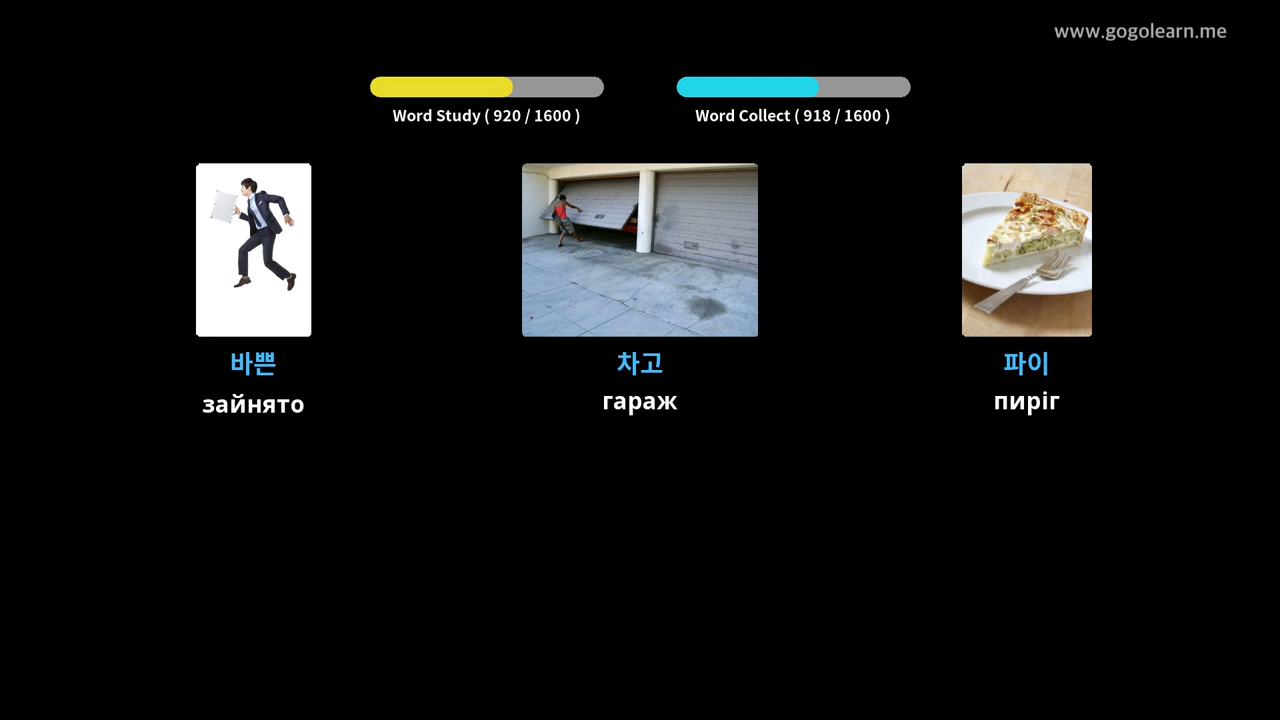 www.gogolearn.me
Word Study ( 920 / 1600 )
Word Collect ( 918 / 1600 )
바쁜
зайнято
차고
гараж
파이
пиріг